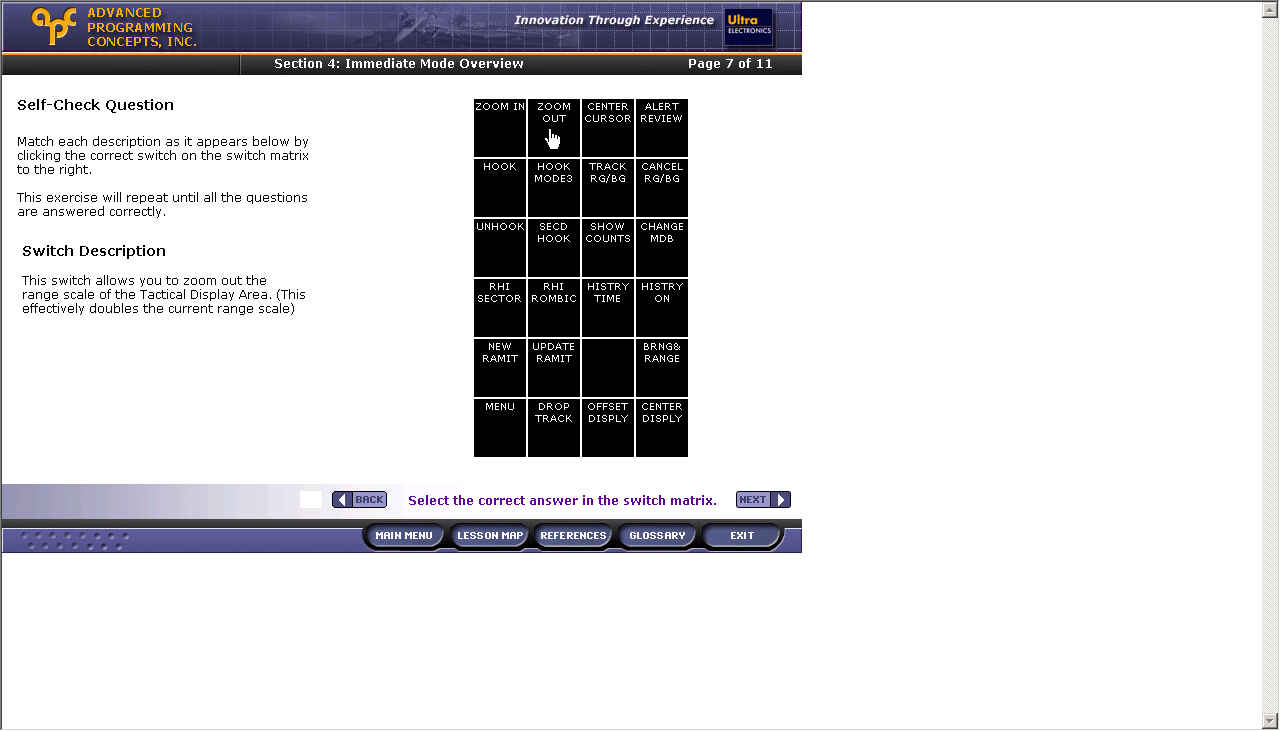 ADVANCED
PROGRAMMING
CONCEPTS, INC.
Innovation Through Experience
Ultra
ELECTRONICS
Section 4: Immediate Mode Overview
Page 7 of 11
Self-Check Question
Match each description as it appears below by
clicking the correct switch on the switch matrix
to the right.
This exercise will repeat until all the questions
are answered correctly.
Switch Description
This switch allows you to zoom out the
range scale of the Tactical Display Area. (This
effectively doubles the current range scale)
ZOOM IN
ZOOM
OUT
CENTER
CURSOR
ALERT
REVIEW
HOOK
HOOK
MODE3
TRACK
RG/BG
CANCEL
RG/BG
UNHOOK
SECD
HOOK
SHOW
COUNTS
CHANGE
MDB
RHI
SECTOR
RHI
ROMBIC
HISTRY
TIME
HISTRY
ON
NEW
RAMIT
UPDATE
RAMIT
BRNG&
RANGE
MENU
DROP
TRACK
OFFSET
DISPLY
CENTER
DISPLY
BACK
Select the correct answer in the switch matrix.
NEXT
MAIN MENU
LESSON MAP
REFERENCES
GLOSSARY
EXIT